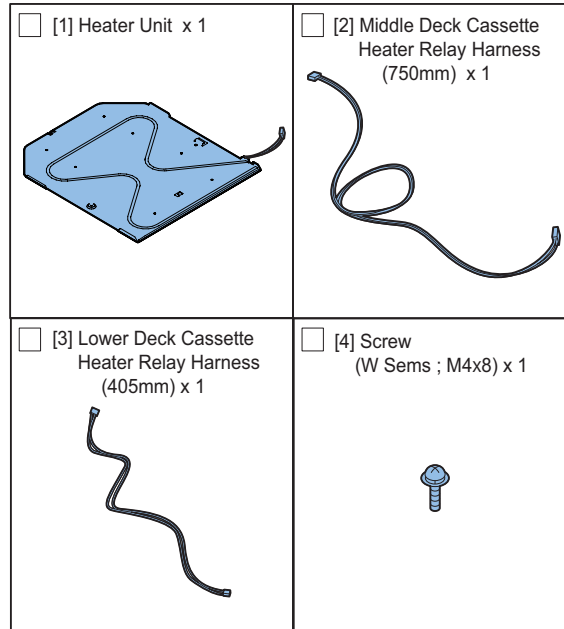 [1] Heater Unit x 1
[2] Middle Deck Cassette
Heater Relay Harness
(750mm) x 1
[3] Lower Deck Cassette
Heater Relay Harness
(405mm) x 1
[4] Screw
(W Sems ; M4x8) x 1